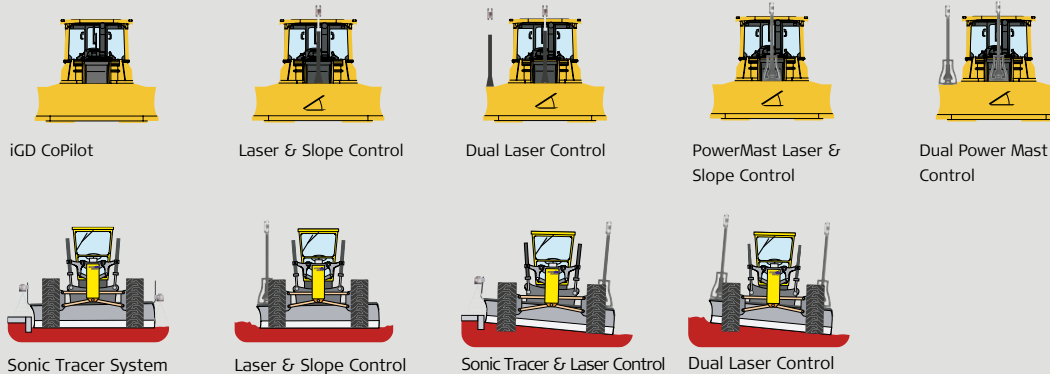 iGD CoPilot
Laser & Slope Control
Dual Laser Control
PowerMast Laser &
Slope Control
Dual Power Mast
Control
Sonic Tracer System
Laser & Slope Control
Sonic Tracer & Laser Control
Dual Laser Control